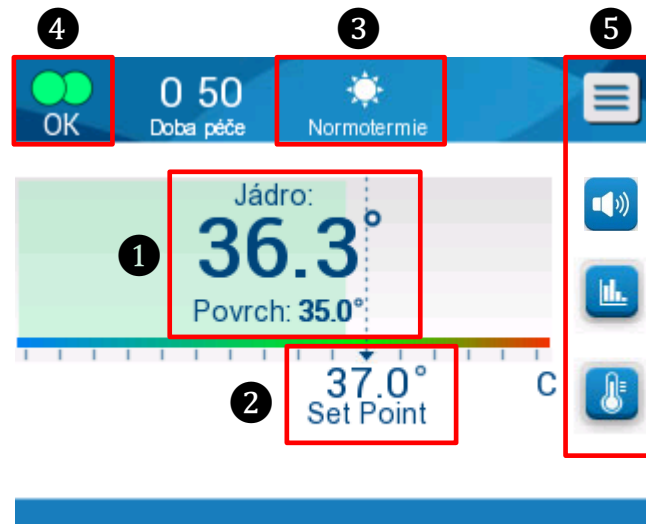 4 3 5
OK
0 50
Doba péče
Normotermie
1
Jádro:
36.3°
Povrch: 35.0°
2
37.0° C
Set Point